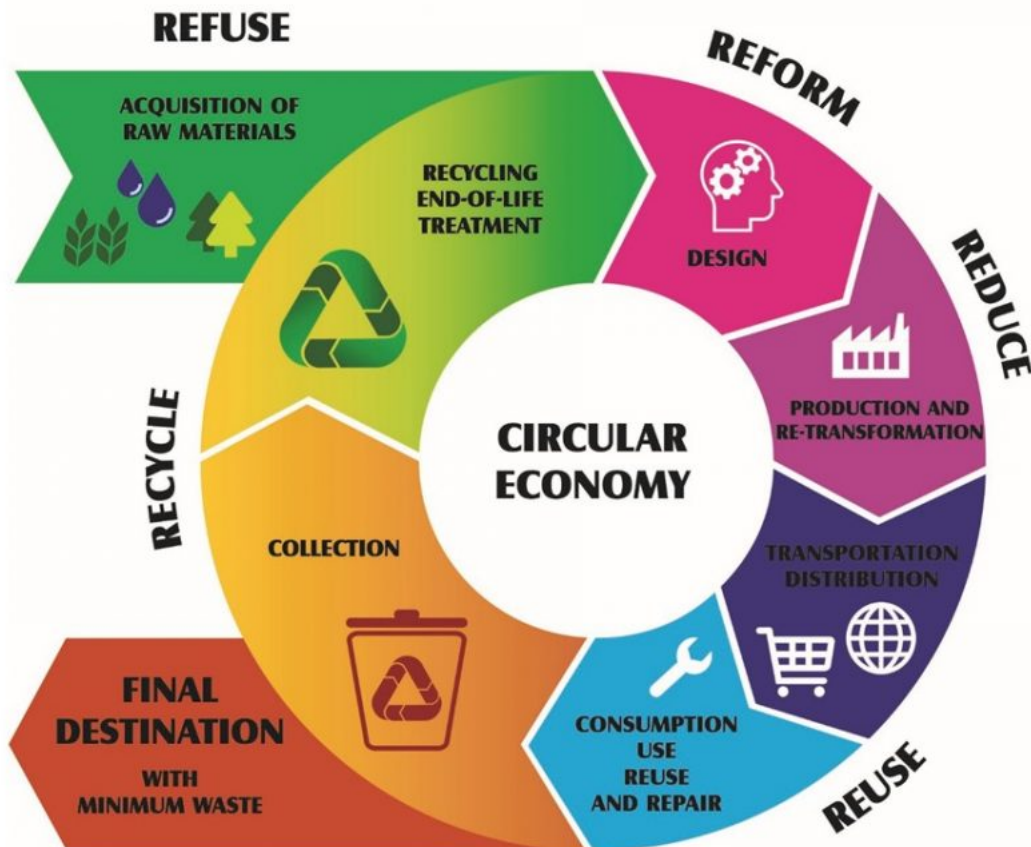 REFUSE
ACQUISITION OF
RAW MATERIALS
RECYCLING
END-OF-LIFE
TREATMENT
REFORM
DESIGN
REDUCE
PRODUCTION AND
RE-TRANSFORMATION
TRANSPORTATION
DISTRIBUTION
REUSE
CONSUMPTION
USE
REUSE
AND REPAIR
RECYCLE
COLLECTION
FINAL
DESTINATION
WITH
MINIMUM WASTE
CIRCULAR
ECONOMY